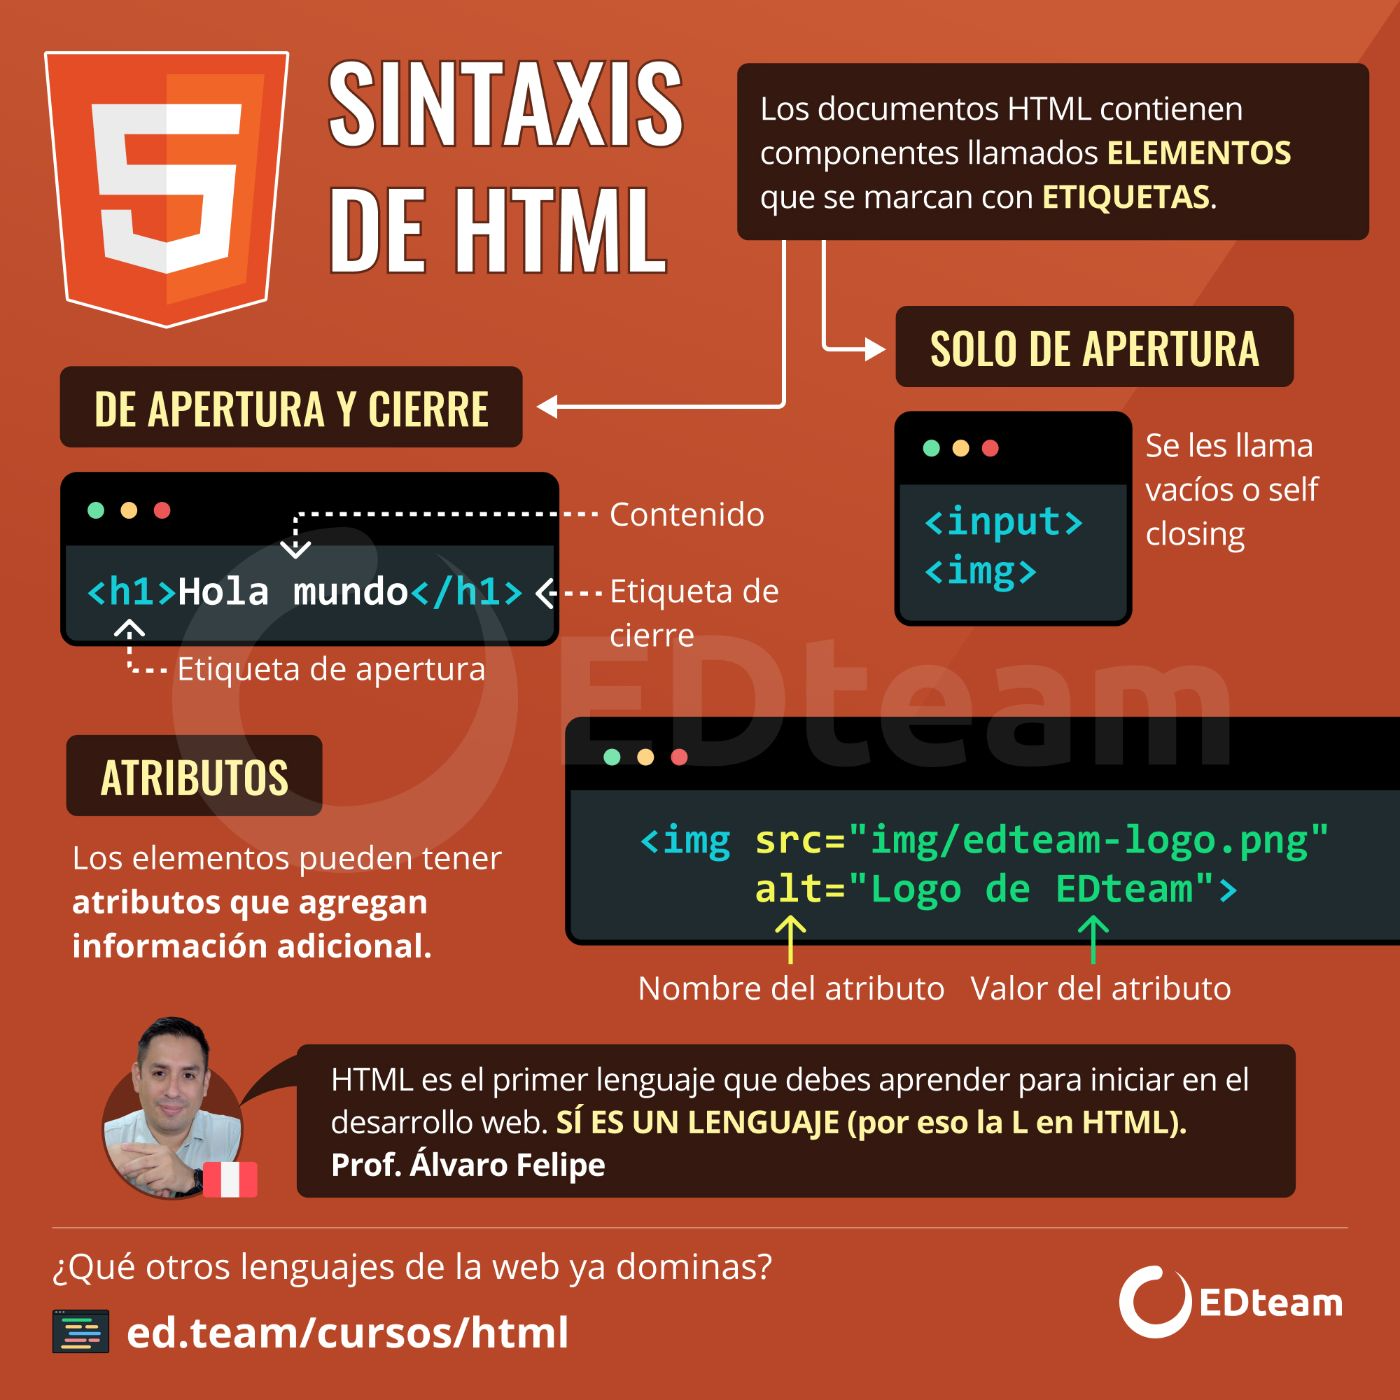 SINTAXIS
DE HTML
Los documentos HTML contienen
componentes llamados ELEMENTOS
que se marcan con ETIQUETAS.
SOLO DE APERTURA
<input>
<img>
Se les llama
vacíos o self
closing
DE APERTURA Y CIERRE
Contenido
<h1>Hola mundo</h1>
Etiqueta de
cierre
Etiqueta de apertura
EDteam
ATRIBUTOS
Los elementos pueden tener
atributos que agregan
información adicional.
<img src="img/edteam-logo.png"
alt="Logo de EDteam">
Nombre del atributo
Valor del atributo
HTML es el primer lenguaje que debes aprender para iniciar en el
desarrollo web. SÍ ES UN LENGUAJE (por eso la L en HTML).
Prof. Álvaro Felipe
¿Qué otros lenguajes de la web ya dominas?
ed.team/cursos/html
EDteam